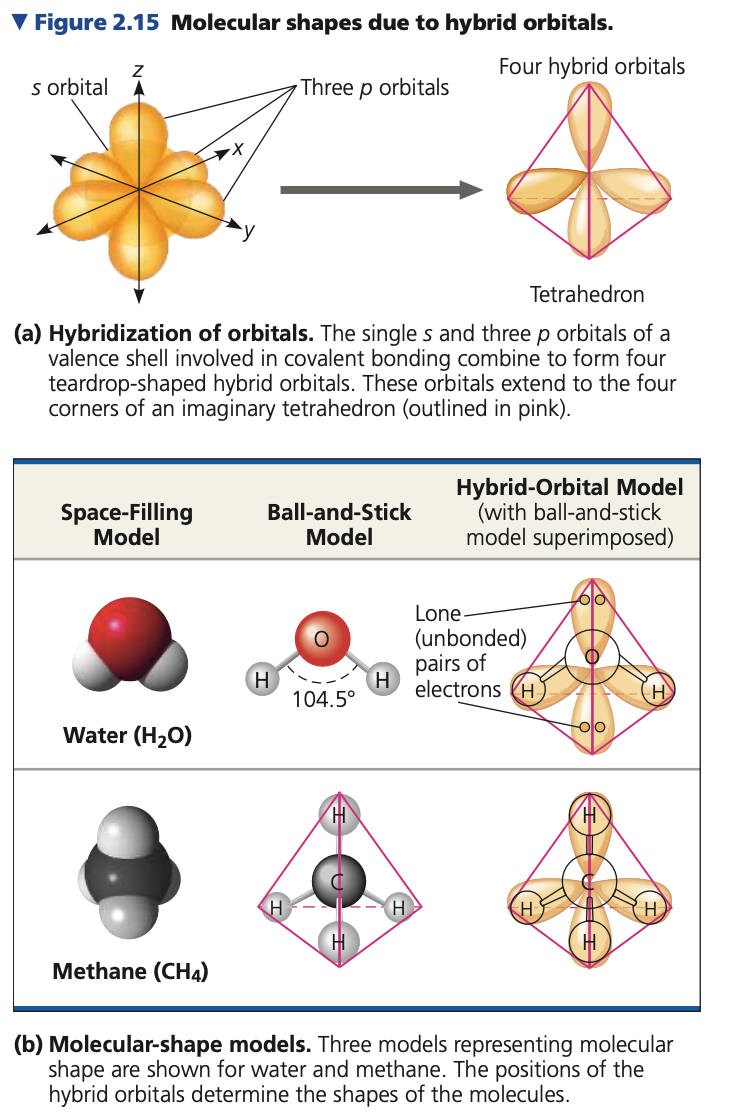 ▼ Figure 2.15 Molecular shapes due to hybrid orbitals.
s orbital
z
Three p orbitals
x
y
Four hybrid orbitals
Tetrahedron
(a) Hybridization of orbitals. The single s and three p orbitals of a
valence shell involved in covalent bonding combine to form four
teardrop-shaped hybrid orbitals. These orbitals extend to the four
corners of an imaginary tetrahedron (outlined in pink).
Space-Filling
Model
Ball-and-Stick
Model
Hybrid-Orbital Model
(with ball-and-stick
model superimposed)
Water (H₂O)
O
H
H
104.5°
Lone
(unbonded)
pairs of
electrons
O
H
H
Methane (CH₄)
H
C
H
H
H
H
C
H
H
H
(b) Molecular-shape models. Three models representing molecular
shape are shown for water and methane. The positions of the
hybrid orbitals determine the shapes of the molecules.